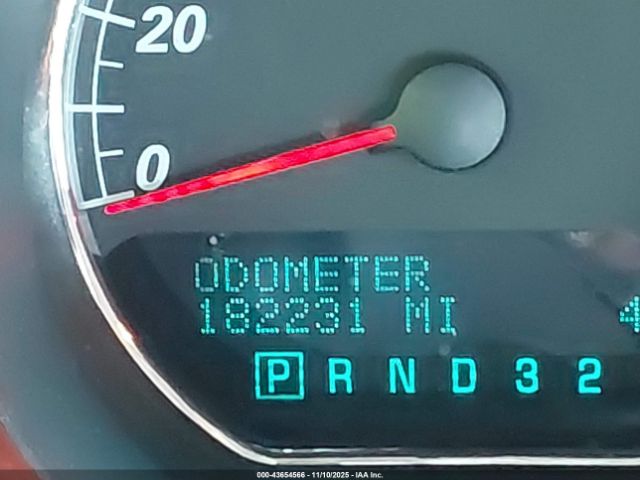 20
0
ODOMETER
182231 MI 4
P R N D 3 2
000-43654566 - 11/10/2025 - IAA Inc.